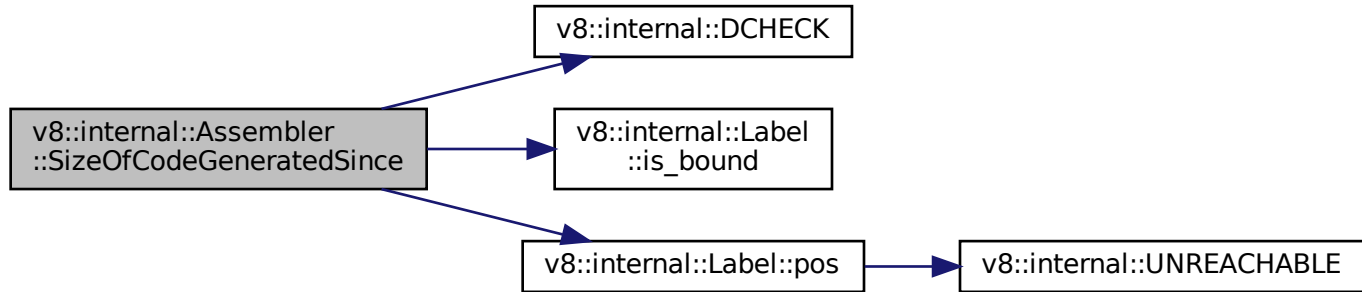 v8::internal::DCHECK
v8::internal::Assembler
::SizeOfCodeGeneratedSince
v8::internal::Label
::is_bound
v8::internal::Label::pos
v8::internal::UNREACHABLE